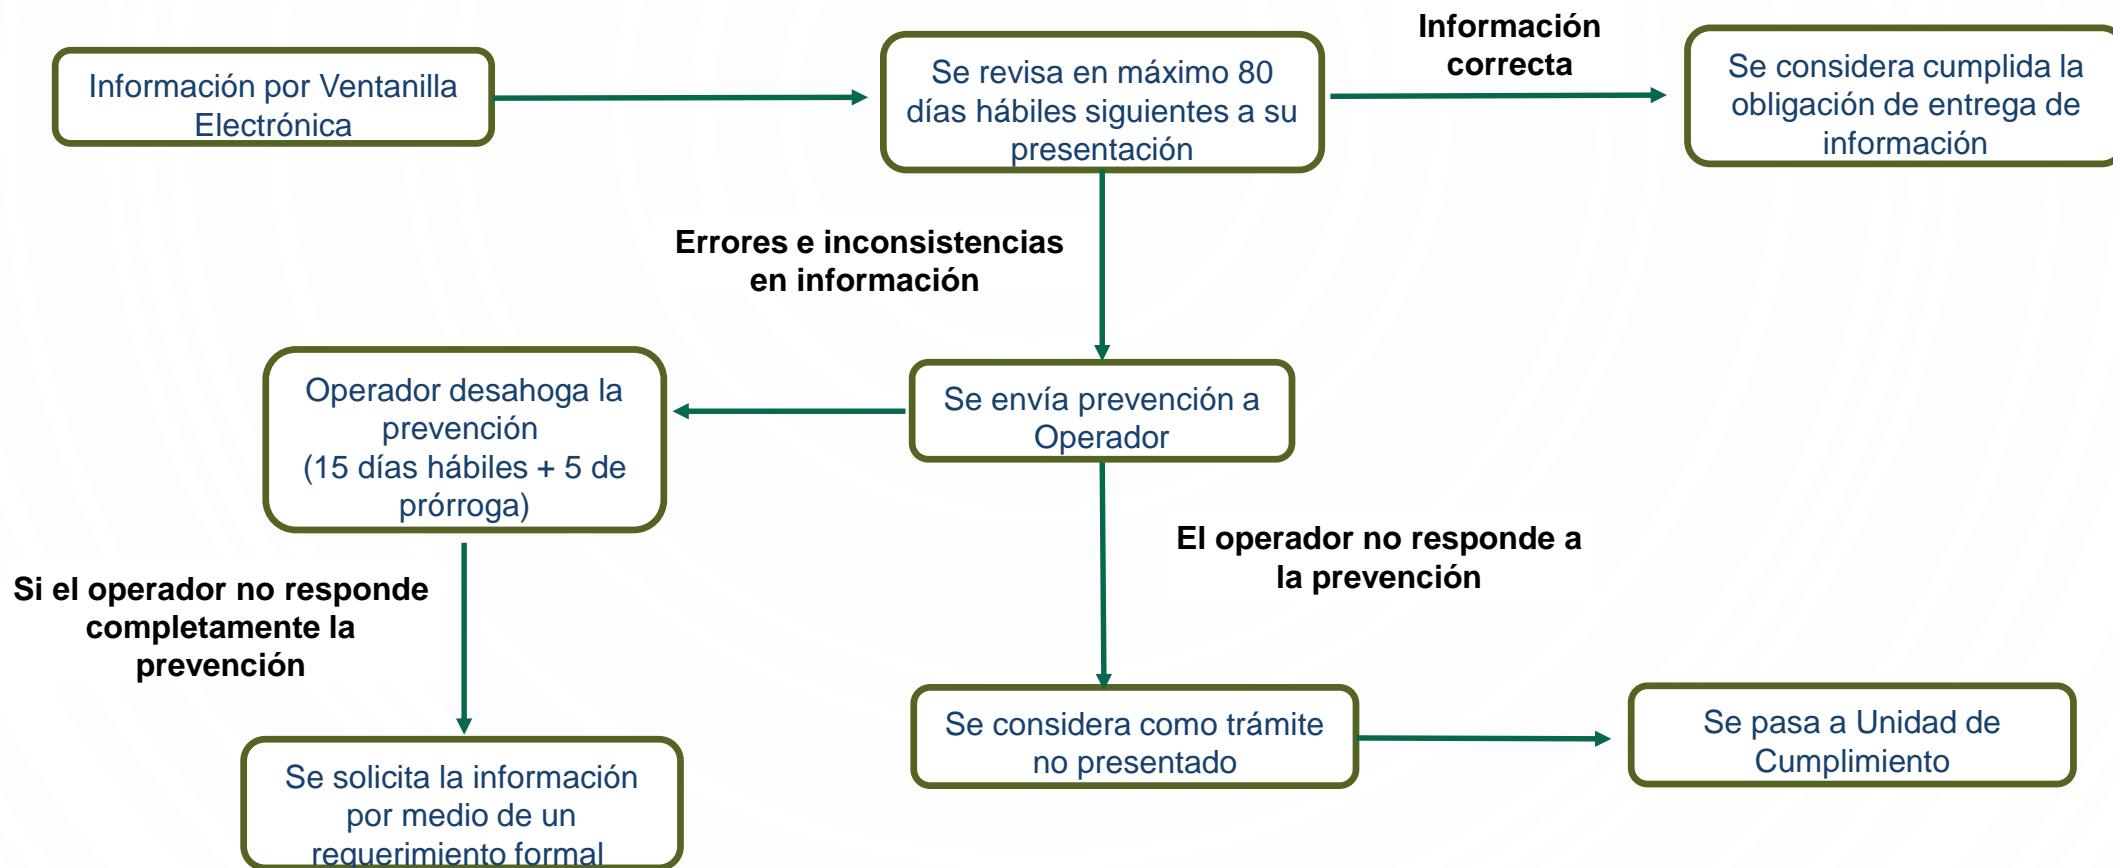 Información por Ventanilla
Electrónica
Se revisa en máximo 80
días hábiles siguientes a su
presentación
Información
correcta
Se considera cumplida la
obligación de entrega de
información
Errores e inconsistencias
en información
Operador desahoga la
prevención
(15 días hábiles + 5 de
prórroga)
Se envía prevención a
Operador
Si el operador no responde
completamente la
prevención
El operador no responde a
la prevención
Se solicita la información
por medio de un
requerimiento formal
Se considera como trámite
no presentado
Se pasa a Unidad de
Cumplimiento